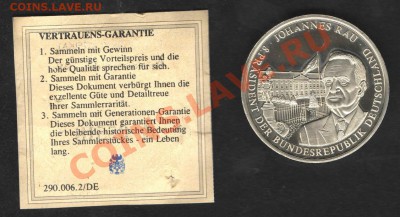 COINS.LAVE.RU
VERTRAUENS-GARANTIE
1. Sammeln mit Gewinn
Der günstige Vorteilspreis und die
hohe Qualität sprechen für sich.
2. Sammeln mit Garantie
Dieses Dokument verbürgt Ihnen die
exzellente Güte und Detailtreue
Ihrer Sammlerrarität.
3. Sammeln mit Generationen-Garantie
Dieses Dokument garantiert Ihnen
die bleibende historische Bedeutung
Ihres Sammlerstückes - ein Leben
lang.
290.006.2/DE
JOHANNES RAU
8. PRÄSIDENT DER BUNDESREPUBLIK DEUTSCHLAND
COINS.LAVE.RU